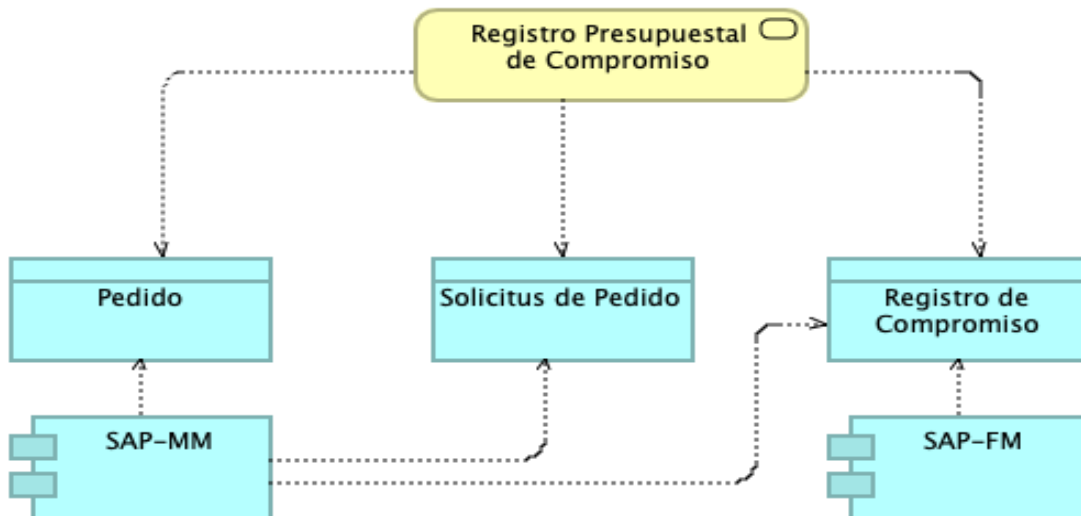 Registro Presupuestal
de Compromiso
Pedido
Solicitus de Pedido
Registro de
Compromiso
SAP-MM
SAP-FM